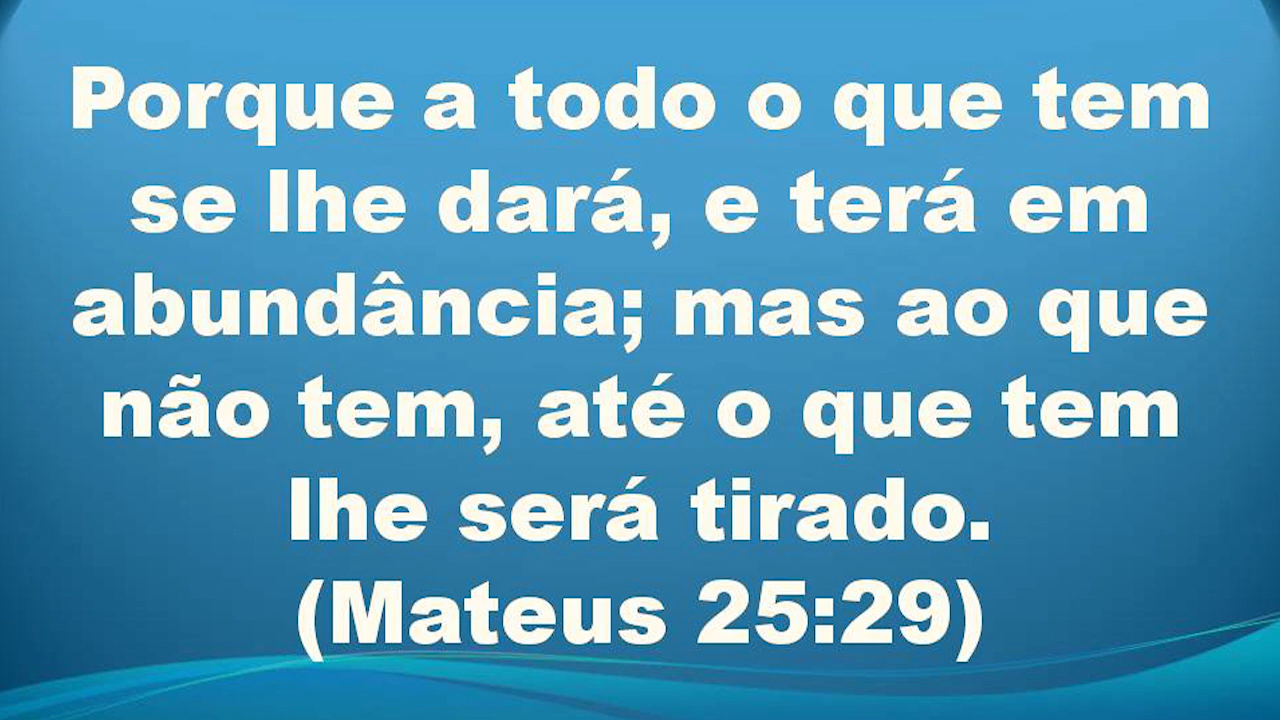 Porque a todo o que tem
se lhe dará, e terá em
abundância; mas ao que
não tem, até o que tem
lhe será tirado.
(Mateus 25:29)